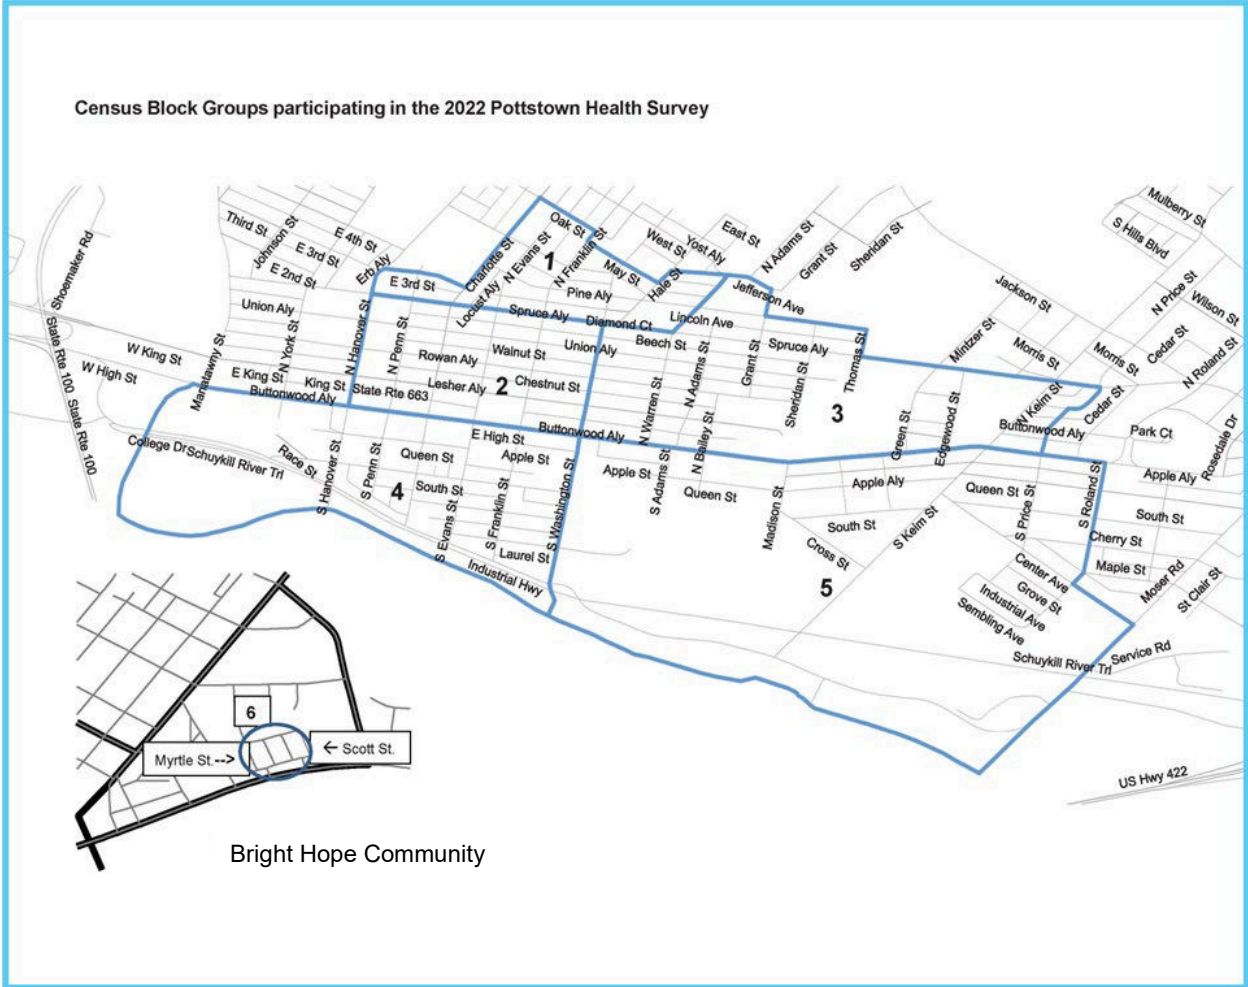 Census Block Groups participating in the 2022 Pottstown Health Survey
Mulberry St
S Hills Blvd
Third St
Johnson St
E 4th St
E 3rd St
E 2nd St
Erb Aly
Shoemaker Rd
Oak St
Charlotte St
N Evans St
N Franklin St
1
West St
Yost Aly
East St
N Adams St
Grant St
Sheridan St
May St
Hale St
E 3rd St
Locust Aly
Pine Aly
Jefferson Ave
Jackson St
N Price St
Wilson St
Union Aly
N York St
N Hanover St
N Penn St
Spruce Aly
Diamond Ct
Lincoln Ave
Mintzer St
Morris St
Morris St
Cedar St
N Roland St
State Rte 100
State Rte 100
W King St
W High St
Manatawny St
E King St
King St
Buttonwood Aly
State Rte 663
Rowan Aly
Walnut St
Union Aly
Lesher Aly
2
Chestnut St
Beech St
N Warren St
N Adams St
Grant St
Spruce Aly
Sheridan St
Thomas St
3
Green St
Edgewood St
N Keim St
Cedar St
Buttonwood Aly
Park Ct
Rosedale Dr
College Dr
Schuykill River Trl
Race St
S Hanover St
S Penn St
E High St
Buttonwood Aly
Queen St
Apple St
4
South St
S Evans St
S Franklin St
S Washington St
Apple St
S Adams St
N Bailey St
Queen St
Madison St
Apple Aly
South St
S Keim St
Queen St
S Price St
S Roland St
Apple Aly
South St
Cherry St
Maple St
Laurel St
Industrial Hwy
Cross St
5
Center Ave
Grove St
Industrial Ave
Sembling Ave
Moser Rd
St Clair St
Schuykill River Trl
Service Rd
US Hwy 422
6
Myrtle St.-->
← Scott St.
Bright Hope Community